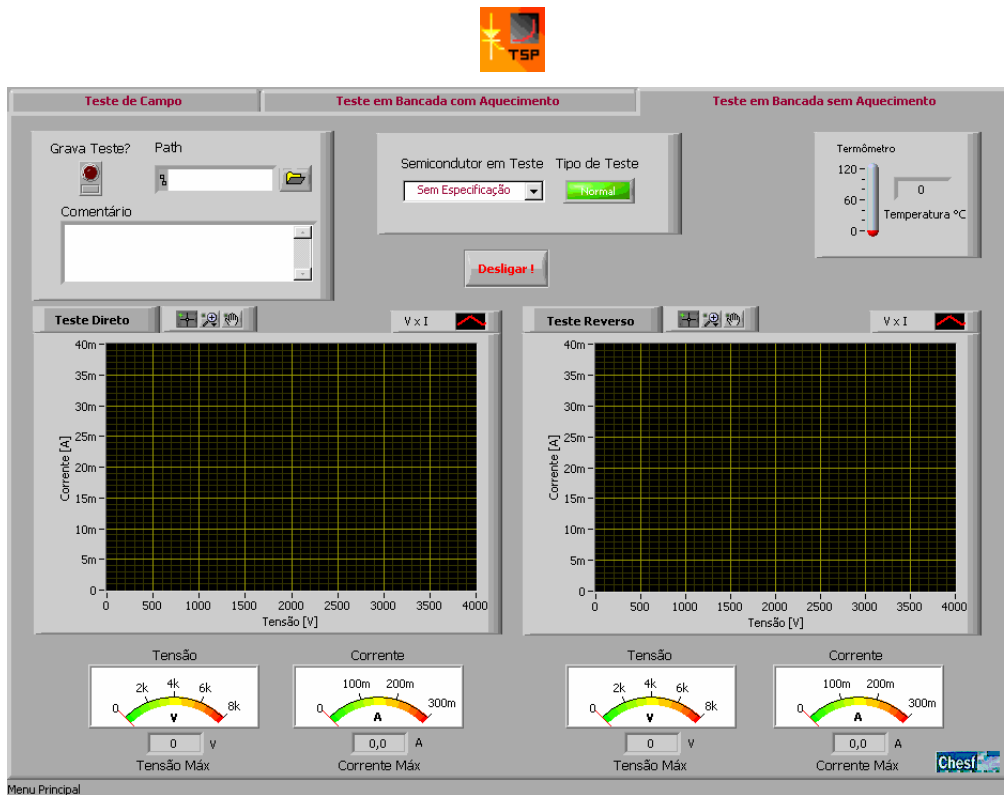 TSP
Teste de Campo
Teste em Bancada com Aquecimento
Teste em Bancada sem Aquecimento
Grava Teste?
Path
Comentário
Semicondutor em Teste
Tipo de Teste
Sem Especificação
Normal
Termômetro
120
60
0
0
Temperatura °C
Desligar !
Teste Direto
V x I
40m
35m
30m
25m
20m
15m
10m
5m
0
Corrente [A]
0 500 1000 1500 2000 2500 3000 3500 4000
Tensão [V]
Teste Reverso
V x I
40m
35m
30m
25m
20m
15m
10m
5m
0
Corrente [A]
0 500 1000 1500 2000 2500 3000 3500 4000
Tensão [V]
Tensão
0 2k 4k 6k 8k
V
0 V
Tensão Máx
Corrente
0 100m 200m 300m
A
0,0 A
Corrente Máx
Tensão
0 2k 4k 6k 8k
V
0 V
Tensão Máx
Corrente
0 100m 200m 300m
A
0,0 A
Corrente Máx
Chesf
Menu Principal